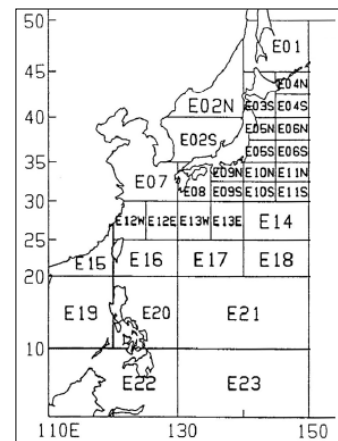 50
E01
45
E04N
E02N
E03S E04S
40
E05N E06N
E02S
E05S E06S
35
E07
E09N E10N E11N
E08 E09S E10S E11S
30
E12W E12E E13W E13E E14
25
E15 E16 E17 E18
20
E19 E20 E21
10
E22 E23
110E 130 150